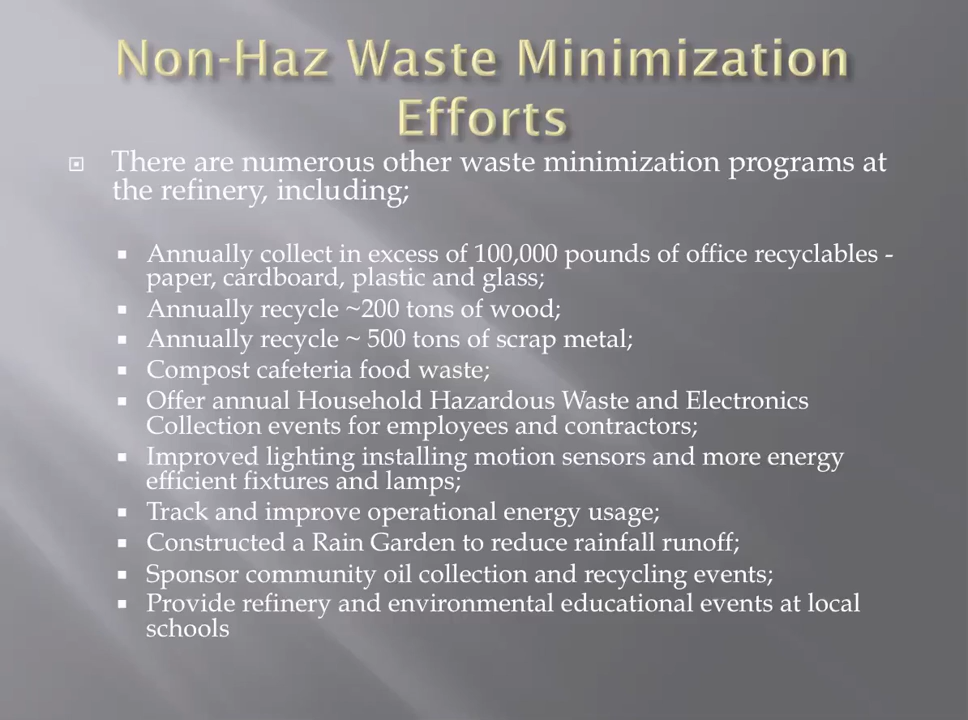 Non-Haz Waste Minimization
Efforts
There are numerous other waste minimization programs at
the refinery, including;
Annually collect in excess of 100,000 pounds of office recyclables -
paper, cardboard, plastic and glass;
Annually recycle ~200 tons of wood;
Annually recycle ~ 500 tons of scrap metal;
Compost cafeteria food waste;
Offer annual Household Hazardous Waste and Electronics
Collection events for employees and contractors;
Improved lighting installing motion sensors and more energy
efficient fixtures and lamps;
Track and improve operational energy usage;
Constructed a Rain Garden to reduce rainfall runoff;
Sponsor community oil collection and recycling events;
Provide refinery and environmental educational events at local
schools